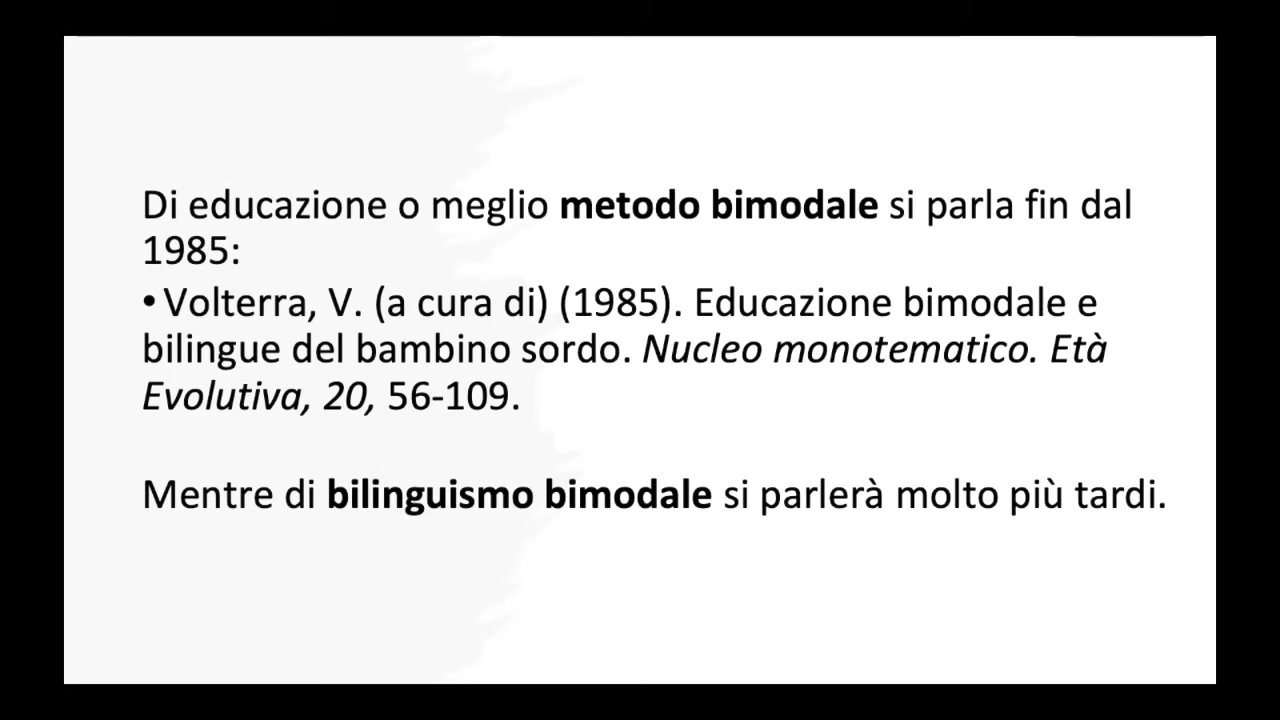 Di educazione o meglio metodo bimodale si parla fin dal
1985:
• Volterra, V. (a cura di) (1985). Educazione bimodale e
bilingue del bambino sordo. Nucleo monotematico. Età
Evolutiva, 20, 56-109.
Mentre di bilinguismo bimodale si parlerà molto più tardi.